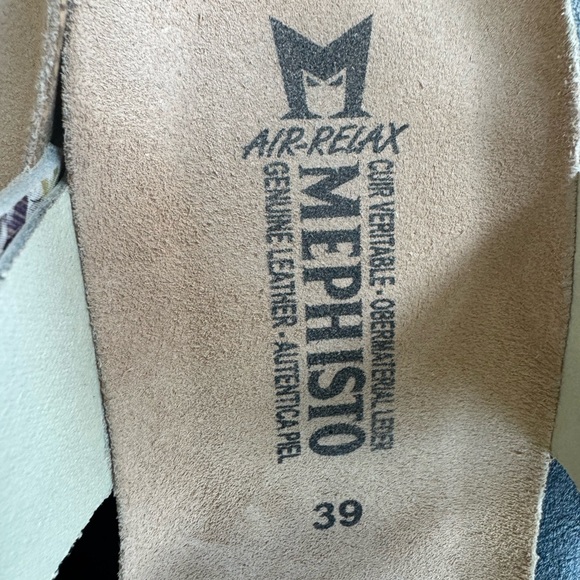 M
AIR-RELAX
CUIR VERITABLE - OBERMATERIAL LEDER
MEPHISTO
GENUINE LEATHER - AUTENTICA PIEL
39